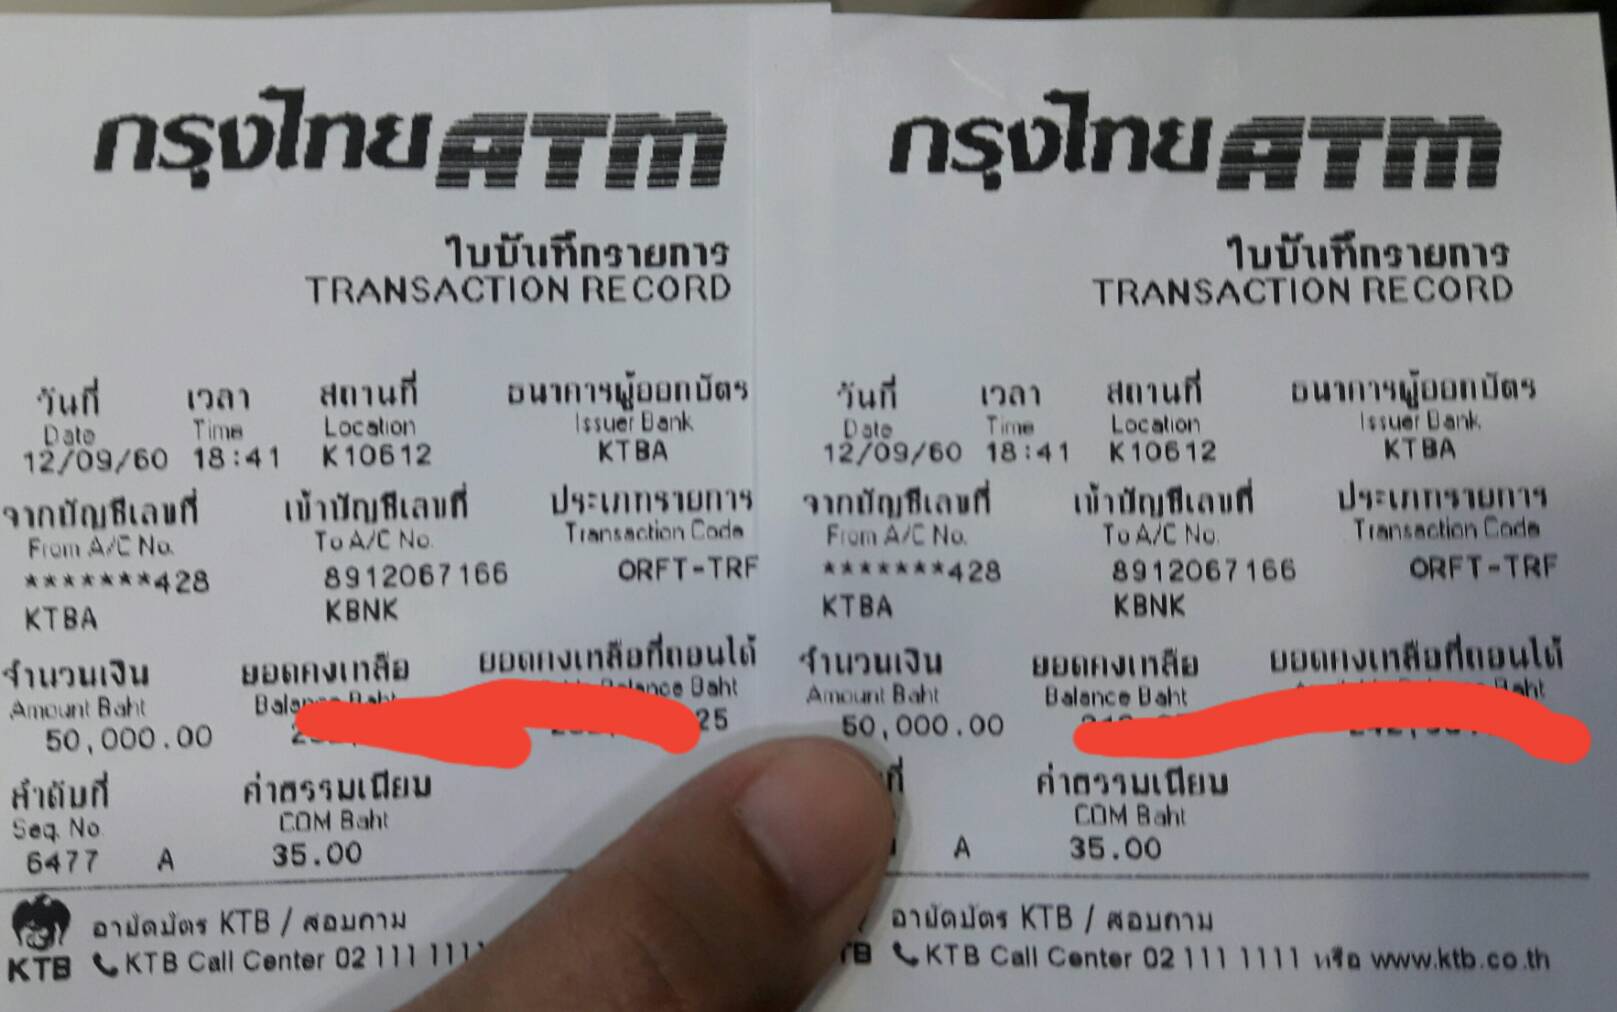 กรุงไทย ATM
ใบบันทึกรายการ
TRANSACTION RECORD
วันที่ เวลา สถานที่ ธนาคารผู้ออกบัตร
Date Time Location Issuer Bank
12/09/60 18:41 K10612 KTBA
จากบัญชีเลขที่ เข้าบัญชีเลขที่ ประเภทรายการ
From A/C No. To A/C No. Transaction Code
*******428 8912067166 ORFT-TRF
KTBA KBNK
จำนวนเงิน ยอดคงเหลือ ยอดคงเหลือที่ถอนได้
Amount Baht Balance Baht Balance Baht
50,000.00 25
ลำดับที่ ค่าธรรมเนียม
Seq. No COM Baht
6477 A 35.00
อายัดบัตร KTB / สอบถาม
KTB KTB Call Center 02 111 1111
กรุงไทย ATM
ใบบันทึกรายการ
TRANSACTION RECORD
วันที่ เวลา สถานที่ ธนาคารผู้ออกบัตร
Date Time Location Issuer Bank
12/09/60 18:41 K10612 KTBA
จากบัญชีเลขที่ เข้าบัญชีเลขที่ ประเภทรายการ
From A/C No. To A/C No. Transaction Code
*******428 8912067166 ORFT-TRF
KTBA KBNK
จำนวนเงิน ยอดคงเหลือ ยอดคงเหลือที่ถอนได้
Amount Baht Balance Baht Baht
50,000.00
ค่าธรรมเนียม
COM Baht
A 35.00
อายัดบัตร KTB / สอบถาม
KTB Call Center 02 111 1111 หรือ www.ktb.co.th